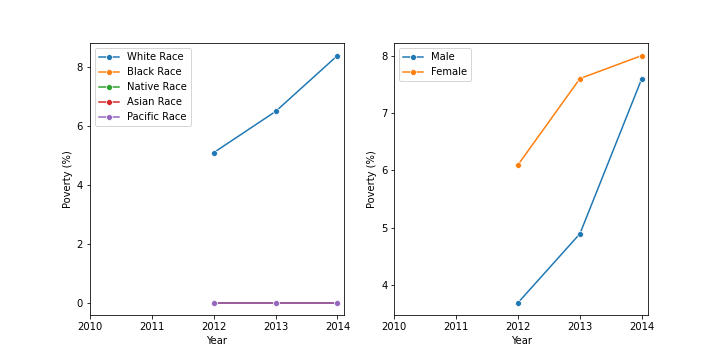 White Race
Black Race
Native Race
Asian Race
Pacific Race
8
6
4
2
0
Poverty (%)
2010 2011 2012 2013 2014
Year
Male
Female
8
7
6
5
4
Poverty (%)
2010 2011 2012 2013 2014
Year